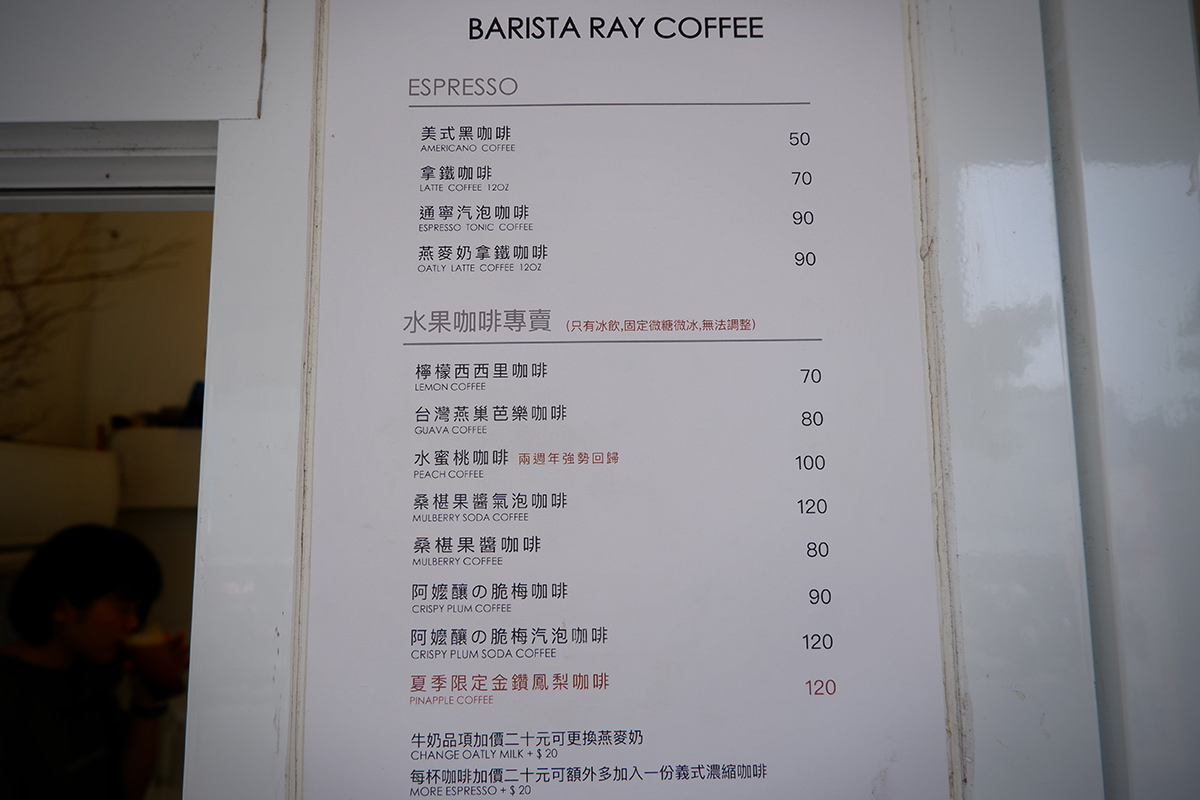 BARISTA RAY COFFEE
ESPRESSO
美式黑咖啡 50
AMERICANO COFFEE
拿鐵咖啡 70
LATTE COFFEE 12OZ
通寧汽泡咖啡 90
ESPRESSO TONIC COFFEE
燕麥奶拿鐵咖啡 90
OATLY LATTE COFFEE 12OZ
水果咖啡專賣 (只有冰飲,固定微糖微冰,無法調整)
檸檬西西里咖啡 70
LEMON COFFEE
台灣燕巢芭樂咖啡 80
GUAVA COFFEE
水蜜桃咖啡 兩週年強勢回歸 100
PEACH COFFEE
桑椹果醬氣泡咖啡 120
MULBERRY SODA COFFEE
桑椹果醬咖啡 80
MULBERRY COFFEE
阿嬤釀の脆梅咖啡 90
CRISPY PLUM COFFEE
阿嬤釀の脆梅汽泡咖啡 120
CRISPY PLUM SODA COFFEE
夏季限定金鑽鳳梨咖啡 120
PINAPPLE COFFEE
牛奶品項加價二十元可更換燕麥奶
CHANGE OATLY MILK + $ 20
每杯咖啡加價二十元可額外多加入一份義式濃縮咖啡
MORE ESPRESSO + $ 20